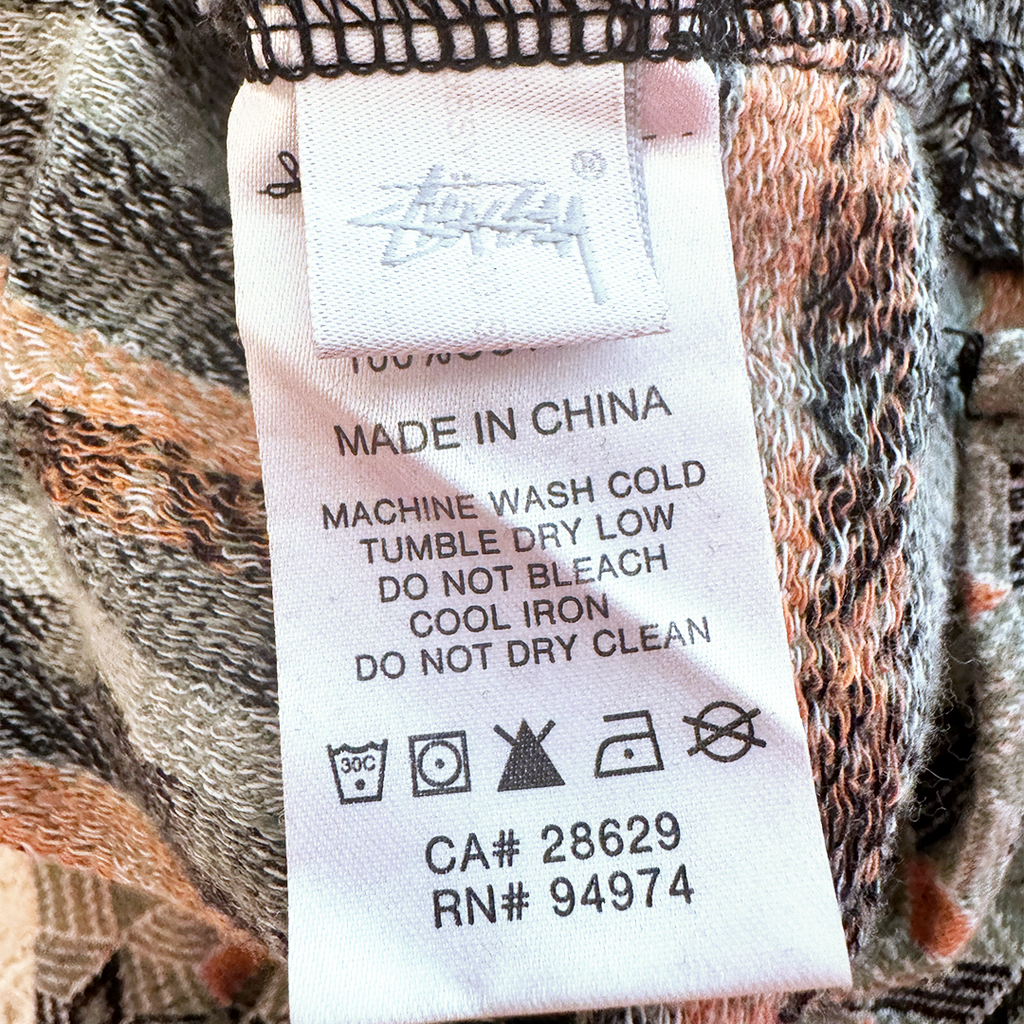 Stüssy
®
100%
MADE IN CHINA
MACHINE WASH COLD
TUMBLE DRY LOW
DO NOT BLEACH
COOL IRON
DO NOT DRY CLEAN
30C
CA# 28629
RN# 94974